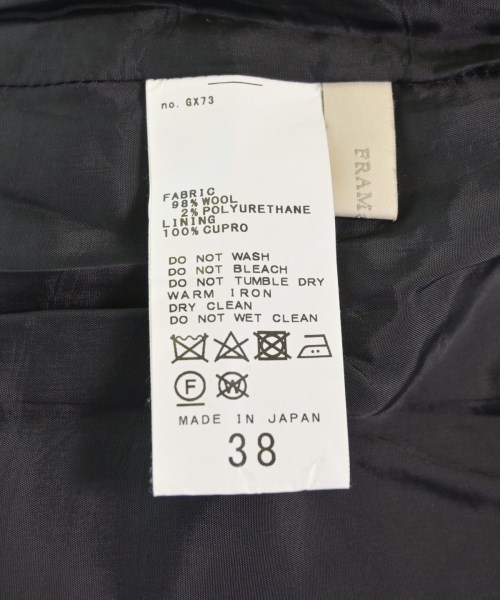 no. GX73
FABRIC
98% WOOL
2% POLYURETHANE
LINING
100% CUPRO
DO NOT WASH
DO NOT BLEACH
DO NOT TUMBLE DRY
WARM IRON
DRY CLEAN
DO NOT WET CLEAN
F W
MADE IN JAPAN
38
FRAM